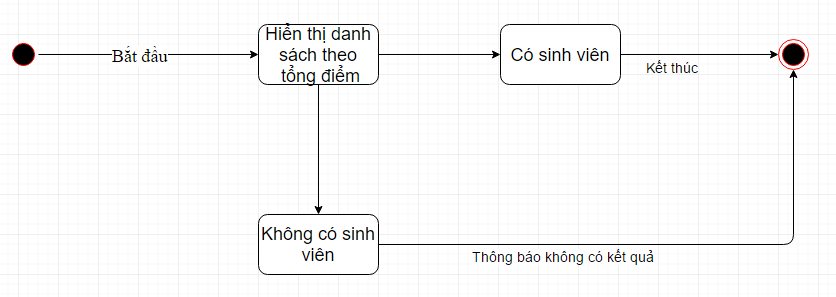 Bắt đầu
Hiển thị danh
sách theo
tổng điểm
Có sinh viên
Kết thúc
Không có sinh
viên
Thông báo không có kết quả